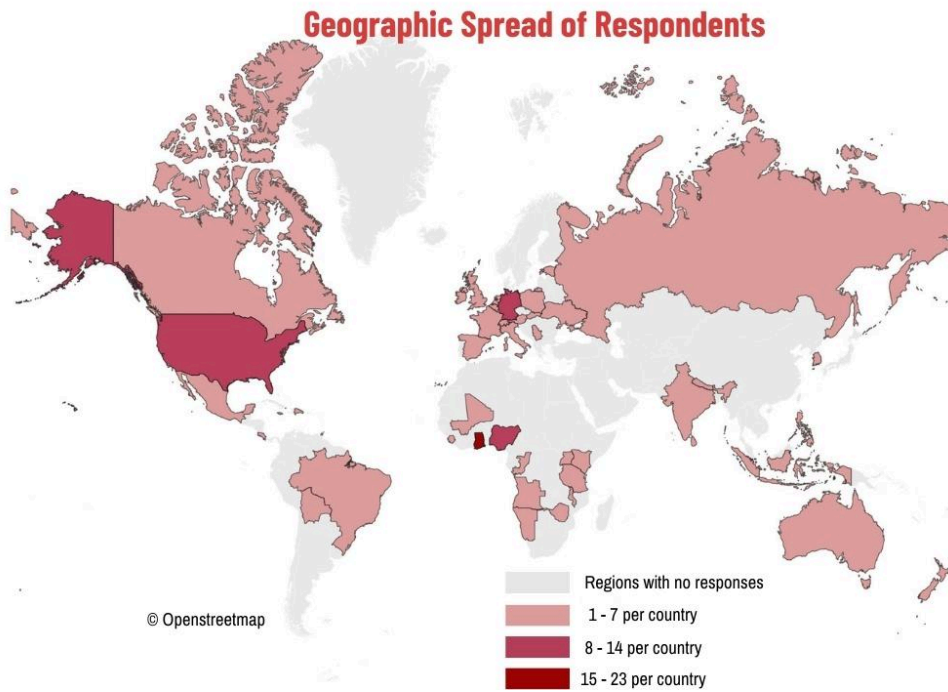 Geographic Spread of Respondents
Regions with no responses
1 - 7 per country
© Openstreetmap
8 - 14 per country
15 - 23 per country